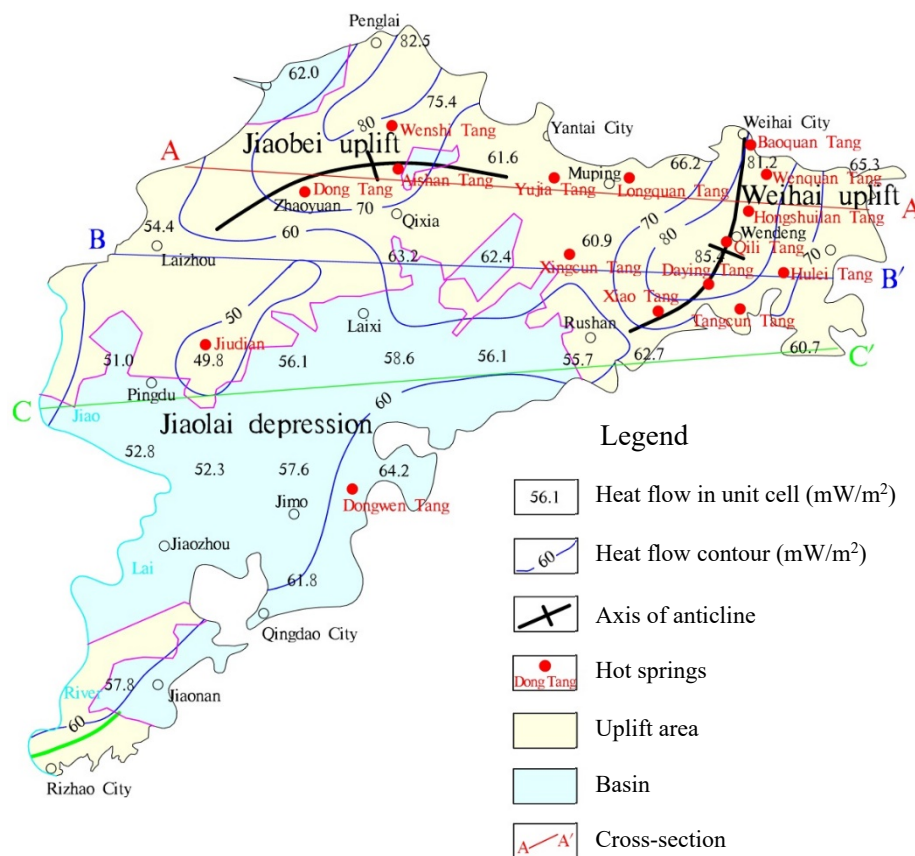 Penglai
82.5
62.0
75.4
80
Wenshi Tang
Jiaobei uplift
A
Yantai City
Weihai City
Baoquan Tang
61.6
66.2
81.2
65.3
Aishan Tang
Muping
Wenquan Tang
Dong Tang
Yujia Tang
Longquan Tang
Weihai uplift
A
Zhaoyuan
70
Qixia
Hongshuilan Tang
54.4
60
70
80
Wendeng
70
B
Laizhou
63.2
62.4
60.9
Qili Tang
Xingcun Tang
85.4
Daying Tang
Hulei Tang
B′
50
Xiao Tang
Laixi
Rushan
Tangcun Tang
Jiudian
51.0
49.8
56.1
58.6
56.1
55.7
62.7
60.7
C′
Pingdu
C
Jiao
60
Jiaolai depression
52.8
52.3
57.6
64.2
Jimo
Dongwen Tang
Jiaozhou
Lai
61.8
Qingdao City
57.8
River
Jiaonan
60
Rizhao City
Legend
56.1
Heat flow in unit cell (mW/m²)
60
Heat flow contour (mW/m²)
Axis of anticline
Dong Tang
Hot springs
Uplift area
Basin
A A′
Cross-section